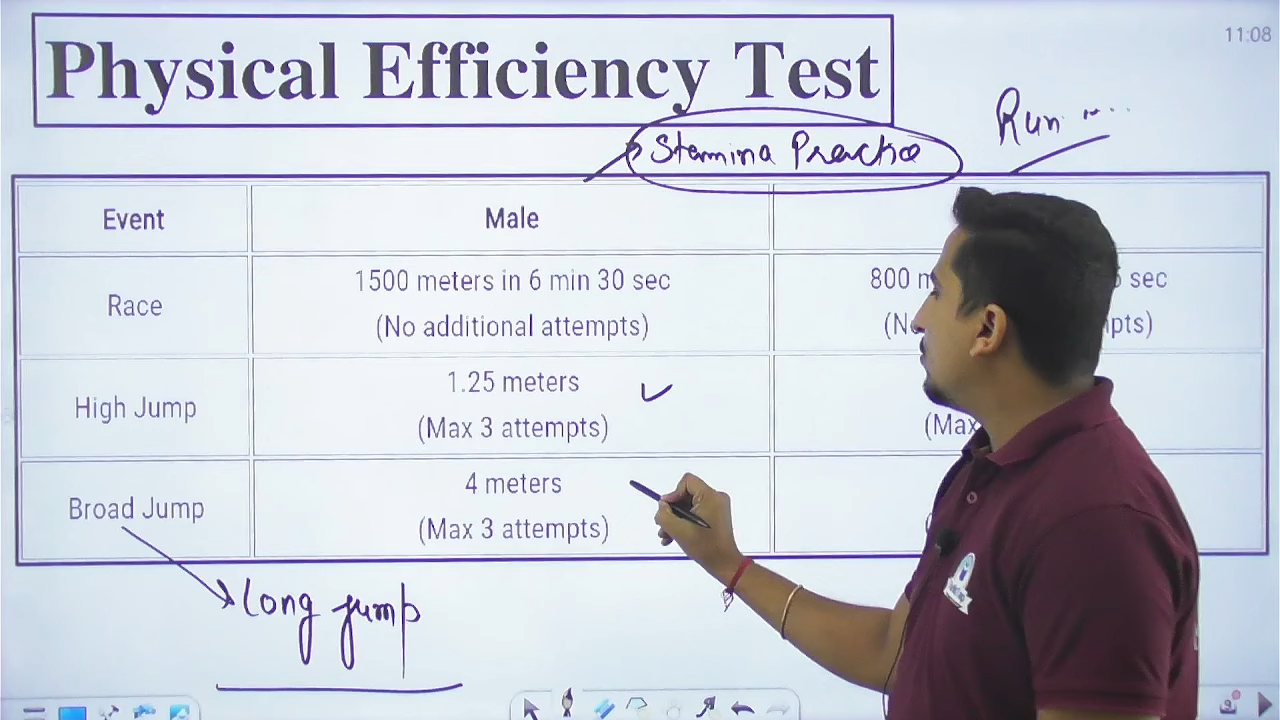 11:08
Physical Efficiency Test
Run
Stamina Practice
Event
Male
Race
1500 meters in 6 min 30 sec
(No additional attempts)
800
sec
High Jump
1.25 meters
(Max 3 attempts)
(Max
Broad Jump
4 meters
(Max 3 attempts)
Long jump